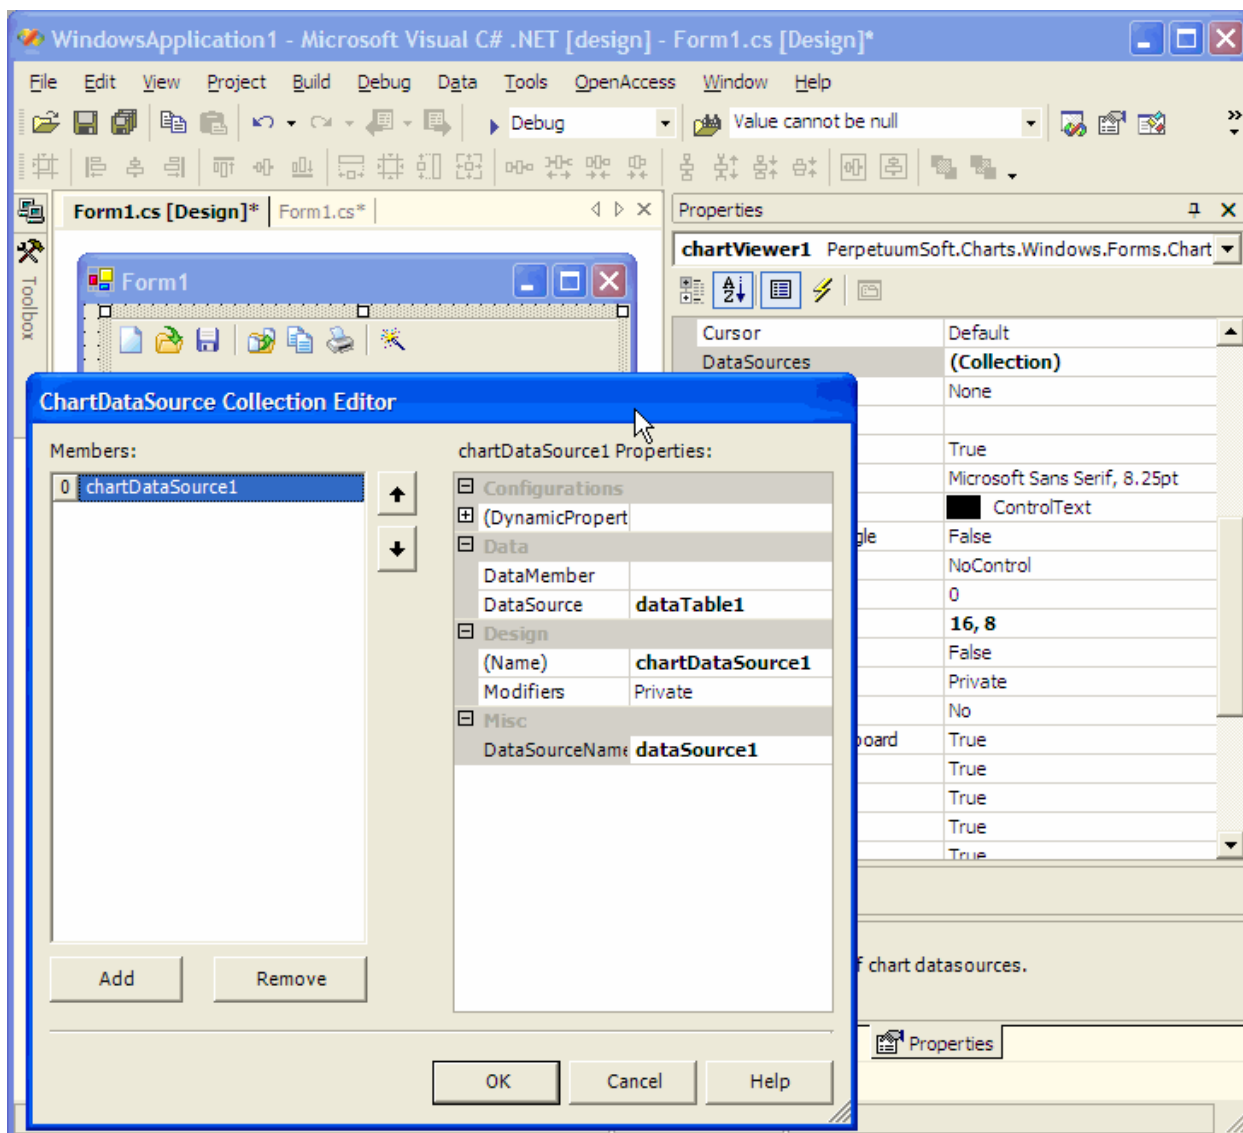 WindowsApplication1 - Microsoft Visual C# .NET [design] - Form1.cs [Design]*
File Edit View Project Build Debug Data Tools OpenAccess Window Help
Debug Value cannot be null
Form1.cs [Design]* Form1.cs*
Toolbox
Form1
Properties
chartViewer1 PerpetuumSoft.Charts.Windows.Forms.Chart
Cursor Default
DataSources (Collection)
None
True
Microsoft Sans Serif, 8.25pt
ControlText
gle False
NoControl
0
16, 8
False
Private
No
board True
True
True
True
True
f chart datasources.
Properties
ChartDataSource Collection Editor
Members:
0 chartDataSource1
Add Remove
chartDataSource1 Properties:
Configurations
(DynamicPropert
Data
DataMember
DataSource dataTable1
Design
(Name) chartDataSource1
Modifiers Private
Misc
DataSourceName dataSource1
OK Cancel Help